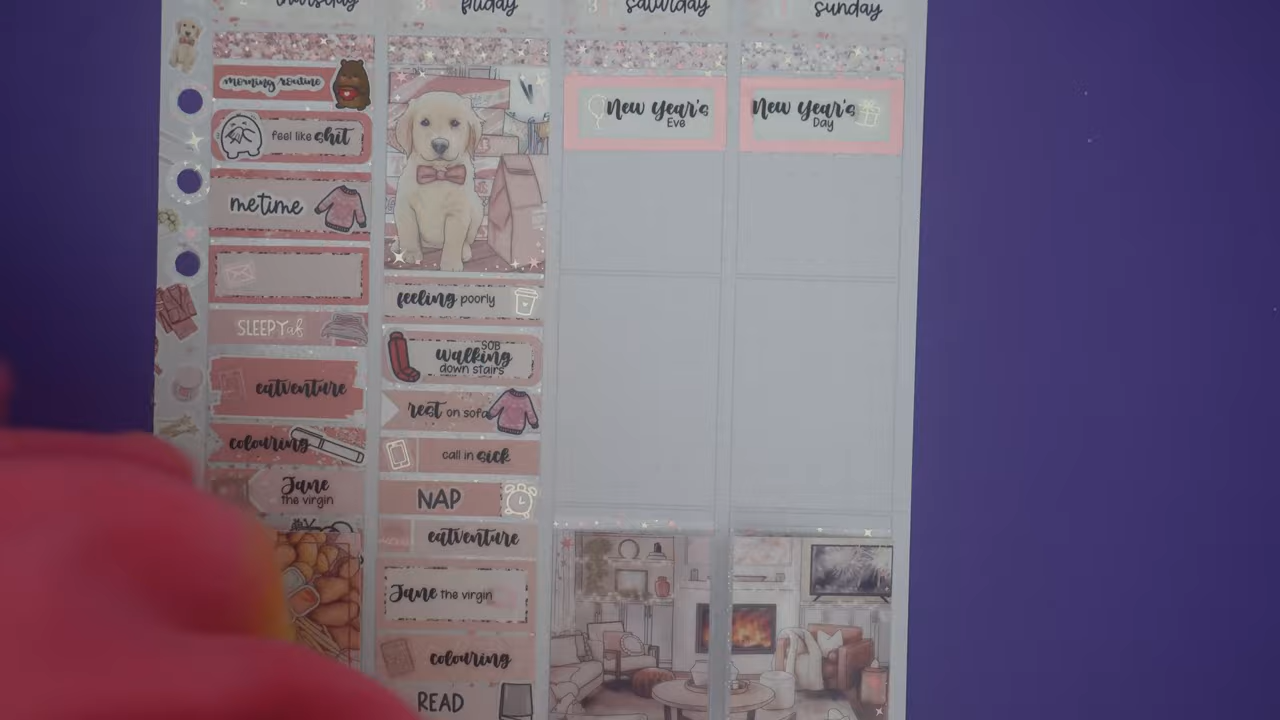 thursday
friday
saturday
sunday
morning routine
feel like shit
me time
SLEEPY af
eatventure
colouring
Jane
the virgin
feeling poorly
SOB
walking
down stairs
rest on sofa
call in sick
NAP
eatventure
Jane the virgin
colouring
READ
New Year's
Eve
New Year's
Day